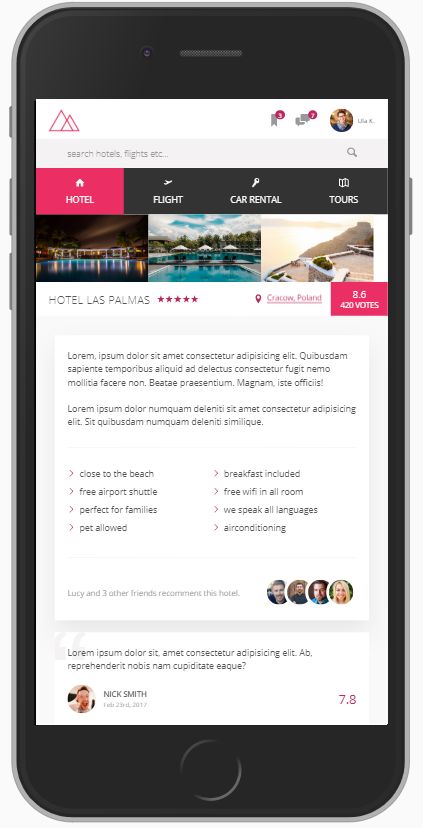 3
7
Ula K.
search hotels, flights etc...
HOTEL
FLIGHT
CAR RENTAL
TOURS
HOTEL LAS PALMAS
Cracow, Poland
8.6
420 VOTES
Lorem, ipsum dolor sit amet consectetur adipisicing elit. Quibusdam
sapiente temporibus aliquid ad delectus consectetur fugit nemo
mollitia facere non. Beatae praesentium. Magnam, iste officiis!
Lorem ipsum dolor numquam deleniti sit amet consectetur adipisicing
elit. Sit quibusdam numquam deleniti similique.
close to the beach
breakfast included
free airport shuttle
free wifi in all room
perfect for families
we speak all languages
pet allowed
airconditioning
Lucy and 3 other friends recomment this hotel.
Lorem ipsum dolor sit, amet consectetur adipisicing elit. Ab,
reprehenderit nobis nam cupiditate eaque?
NICK SMITH
Feb 23rd, 2017
7.8